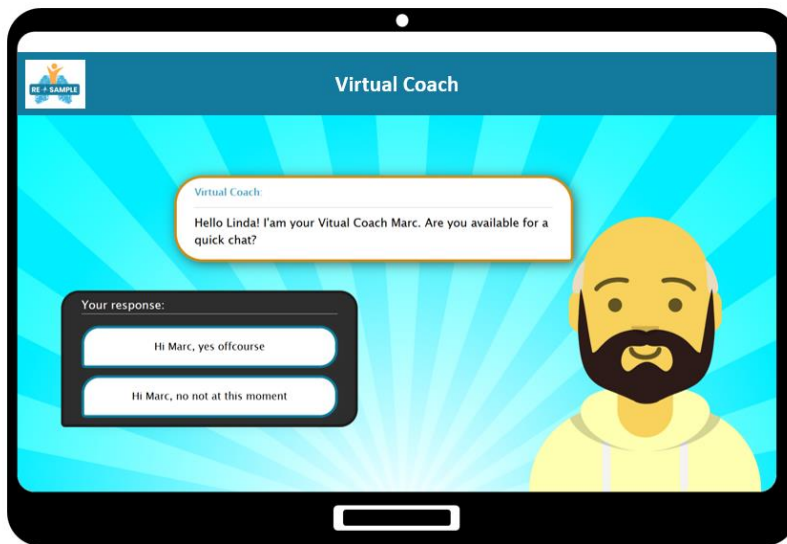 RE SAMPLE
Virtual Coach
Virtual Coach:
Hello Linda! I'am your Vitual Coach Marc. Are you available for a
quick chat?
Your response:
Hi Marc, yes offcourse
Hi Marc, no not at this moment